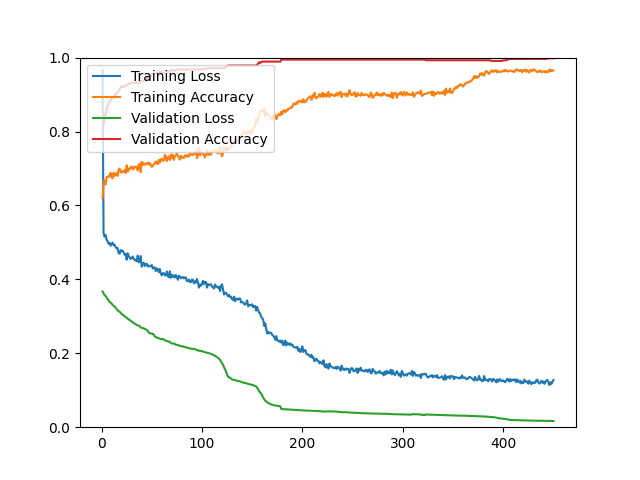 1.0
0.8
0.6
0.4
0.2
0.0
Training Loss
Training Accuracy
Validation Loss
Validation Accuracy
0 100 200 300 400